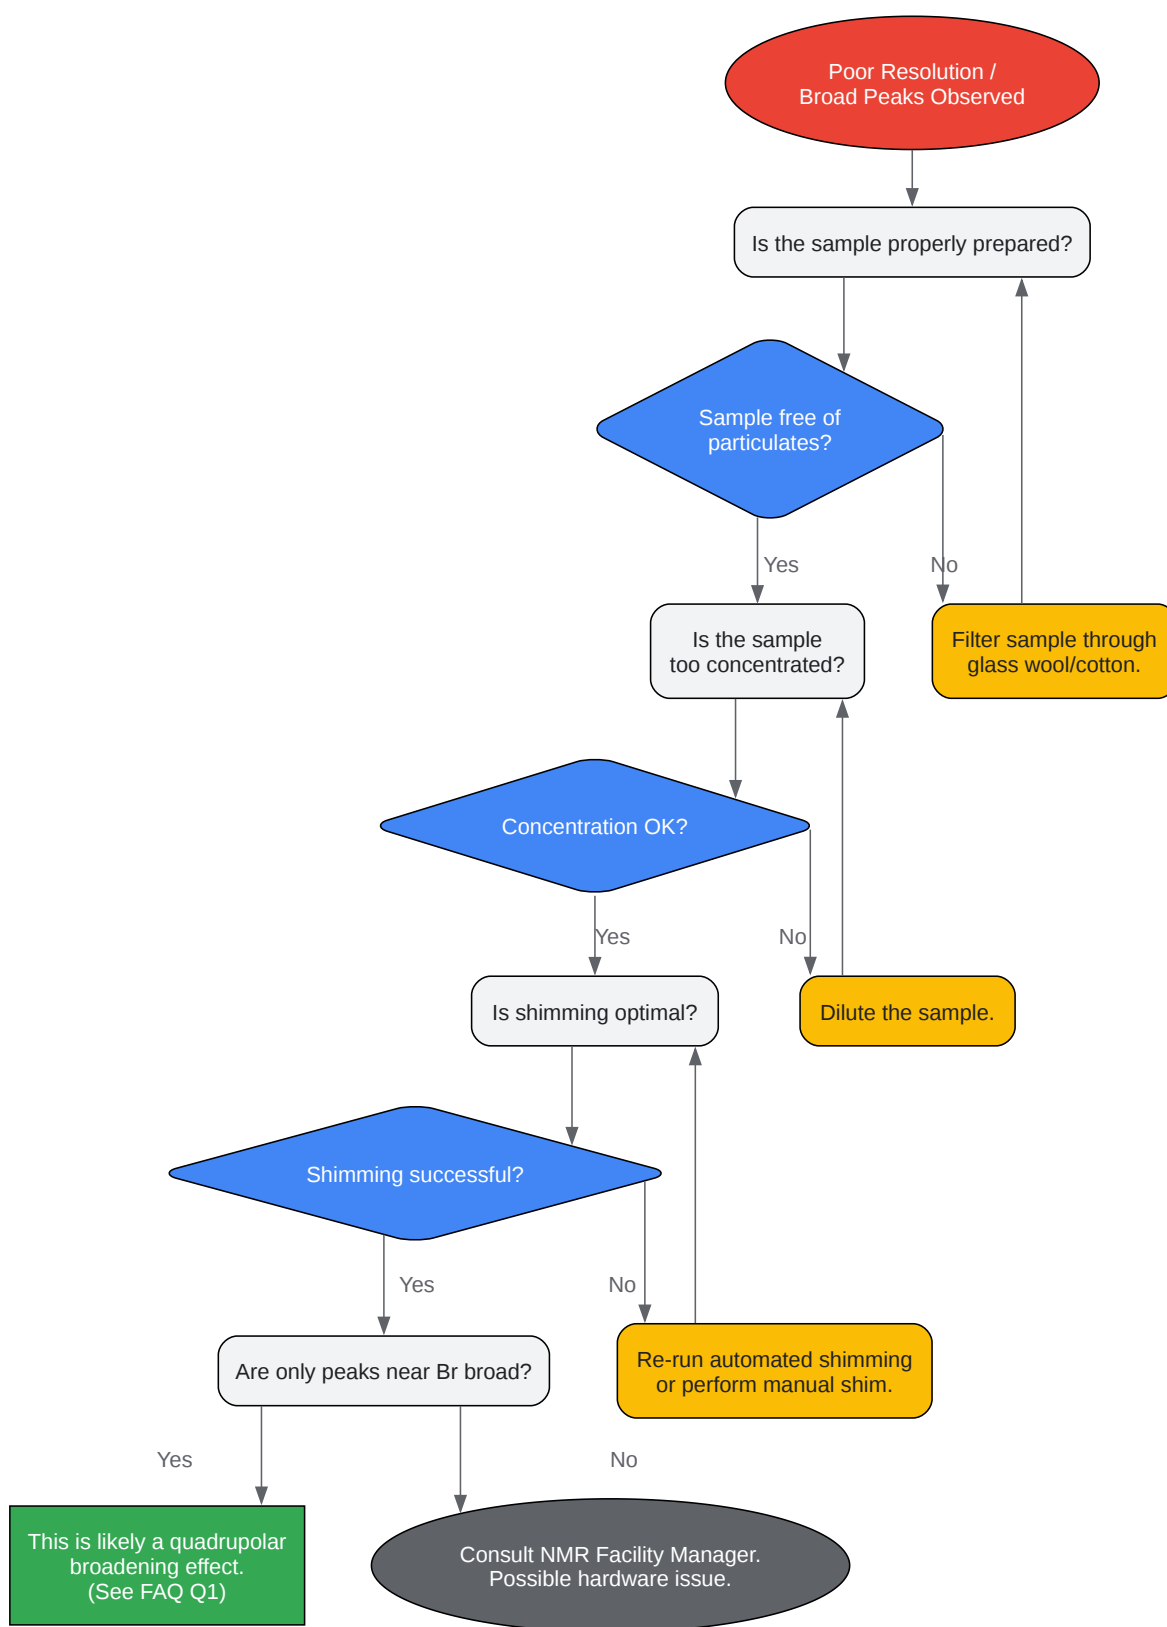 Poor Resolution /
Broad Peaks Observed
Is the sample properly prepared?
Sample free of
particulates?
Yes
No
Is the sample
too concentrated?
Filter sample through
glass wool/cotton.
Concentration OK?
Yes
No
Is shimming optimal?
Dilute the sample.
Shimming successful?
Yes
No
Are only peaks near Br broad?
Re-run automated shimming
or perform manual shim.
Yes
No
This is likely a quadrupolar
broadening effect.
(See FAQ Q1)
Consult NMR Facility Manager.
Possible hardware issue.